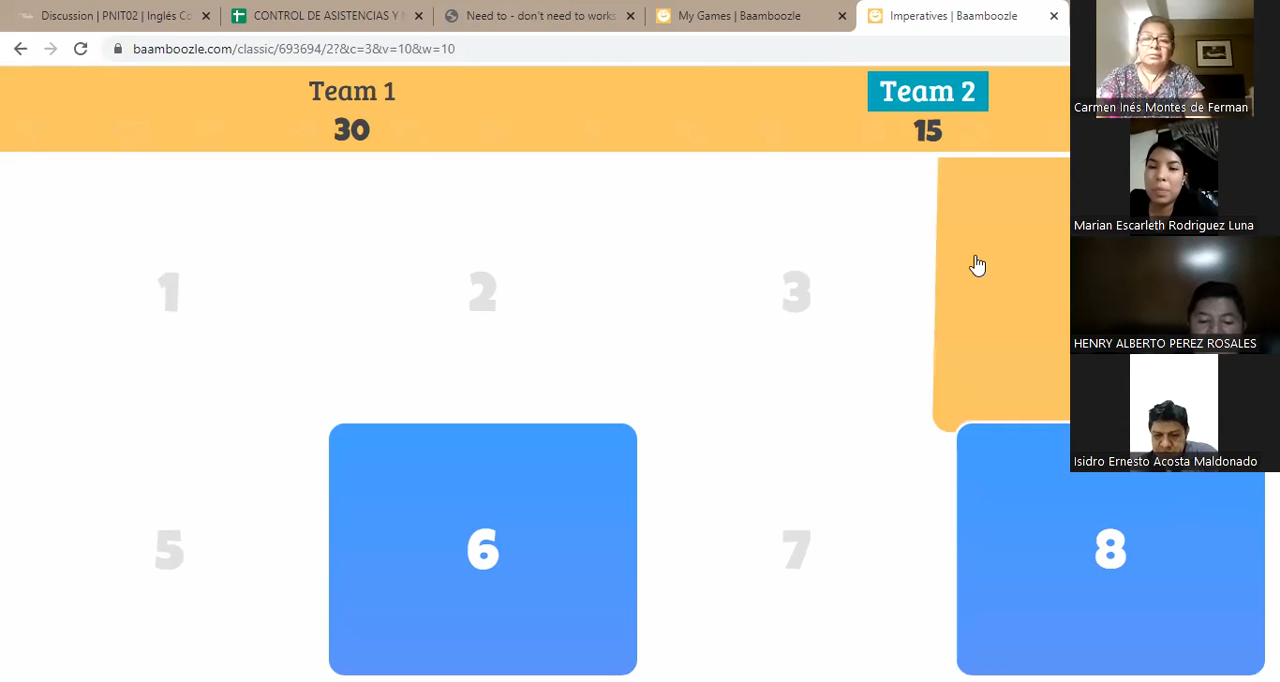 Discussion | PNIT02 | Inglés Co
CONTROL DE ASISTENCIAS Y N
Need to - don't need to works
My Games | Baamboozle
Imperatives | Baamboozle
baamboozle.com/classic/693694/2?&c=3&v=10&w=10
Team 1
30
Team 2
15
1
2
3
5
6
7
8
Carmen Inés Montes de Ferman
Marian Escarleth Rodriguez Luna
HENRY ALBERTO PEREZ ROSALES
Isidro Ernesto Acosta Maldonado